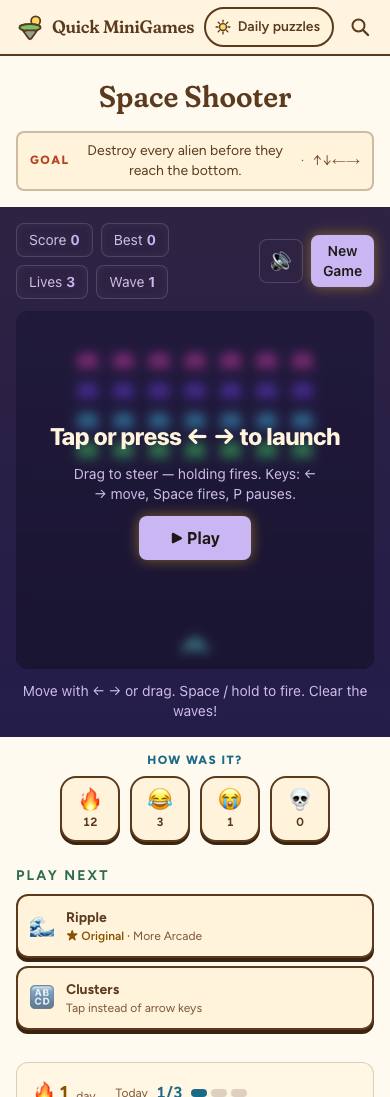 Quick MiniGames
Daily puzzles
Space Shooter
GOAL
Destroy every alien before they
reach the bottom.
· ↑↓←→
Score 0
Best 0
Lives 3
Wave 1
New
Game
Tap or press ← → to launch
Drag to steer — holding fires. Keys: ←
→ move, Space fires, P pauses.
Play
Move with ← → or drag. Space / hold to fire. Clear the
waves!
HOW WAS IT?
12
3
1
0
PLAY NEXT
Ripple
★ Original · More Arcade
ABCD
Clusters
Tap instead of arrow keys
1 day
Today 1/3